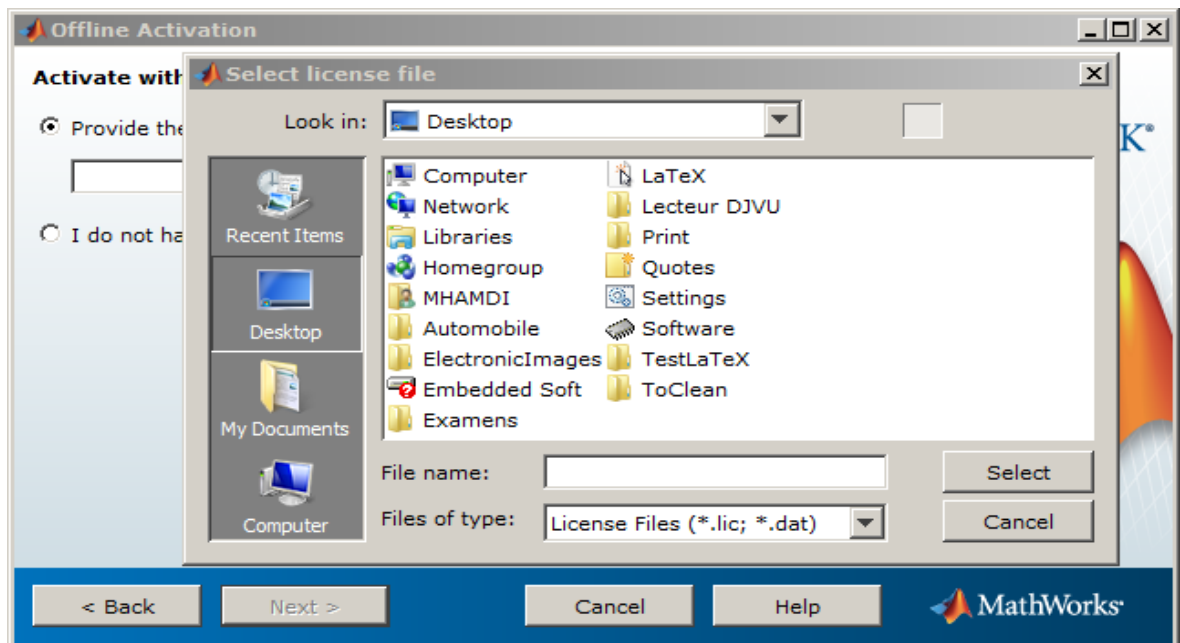 Offline Activation
Activate with
Select license file
Provide the
Look in:
Desktop
K®
I do not ha
Recent Items
Desktop
My Documents
Computer
Computer
Network
Libraries
Homegroup
MHAMDI
Automobile
ElectronicImages
Embedded Soft
Examens
LaTeX
Lecteur DJVU
Print
Quotes
Settings
Software
TestLaTeX
ToClean
File name:
Select
Files of type:
License Files (*.lic; *.dat)
Cancel
< Back
Next >
Cancel
Help
MathWorks®